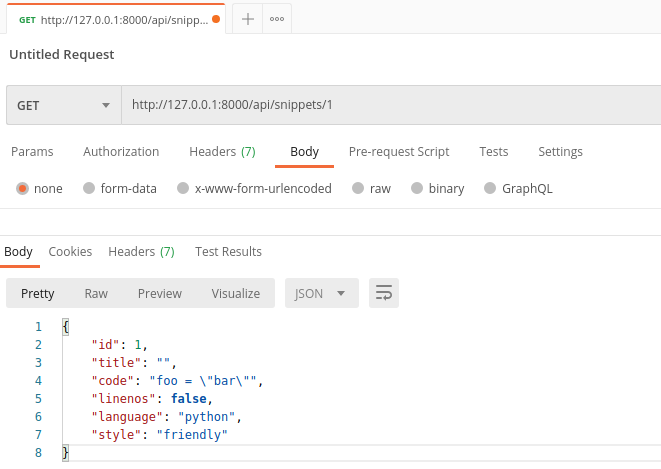 GET http://127.0.0.1:8000/api/snipp...
Untitled Request
GET http://127.0.0.1:8000/api/snippets/1
Params Authorization Headers (7) Body Pre-request Script Tests Settings
none form-data x-www-form-urlencoded raw binary GraphQL
Body Cookies Headers (7) Test Results
Pretty Raw Preview Visualize JSON
1 {
2 "id": 1,
3 "title": "",
4 "code": "foo = \"bar\"",
5 "linenos": false,
6 "language": "python",
7 "style": "friendly"
8 }